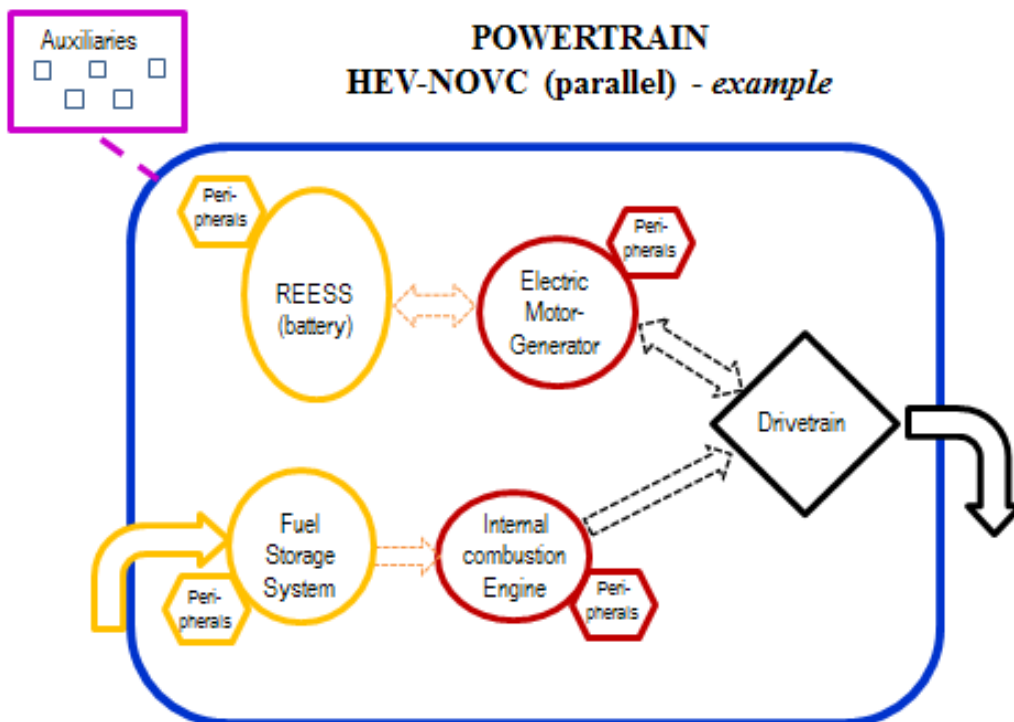 Auxiliaries
POWERTRAIN
HEV-NOVC (parallel) - example
Peri-
pherals
REESS
(battery)
Peri-
pherals
Electric
Motor-
Generator
Drivetrain
Fuel
Storage
System
Peri-
pherals
Internal
combustion
Engine
Peri-
pherals